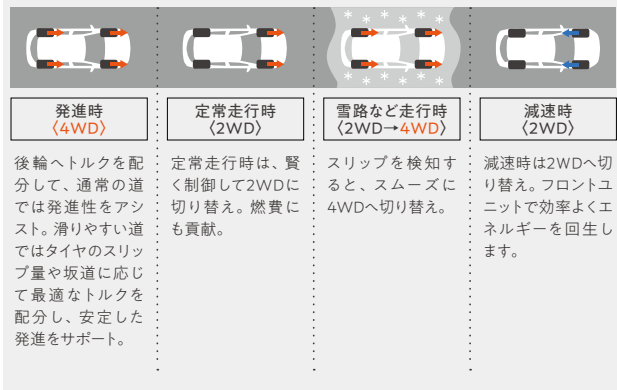 発進時
〈4WD〉
後輪へトルクを配
分して、通常の道
では発進性をアシ
スト。滑りやすい道
ではタイヤのスリッ
プ量や坂道に応じ
て最適なトルクを
配分し、安定した
発進をサポート。
定常走行時
〈2WD〉
定常走行時は、賢
く制御して2WDに
切り替え。燃費に
も貢献。
雪路など走行時
〈2WD→4WD〉
スリップを検知す
ると、スムーズに
4WDへ切り替え。
減速時
〈2WD〉
減速時は2WDへ切
り替え。フロントユ
ニットで効率よくエ
ネルギーを回生し
ます。